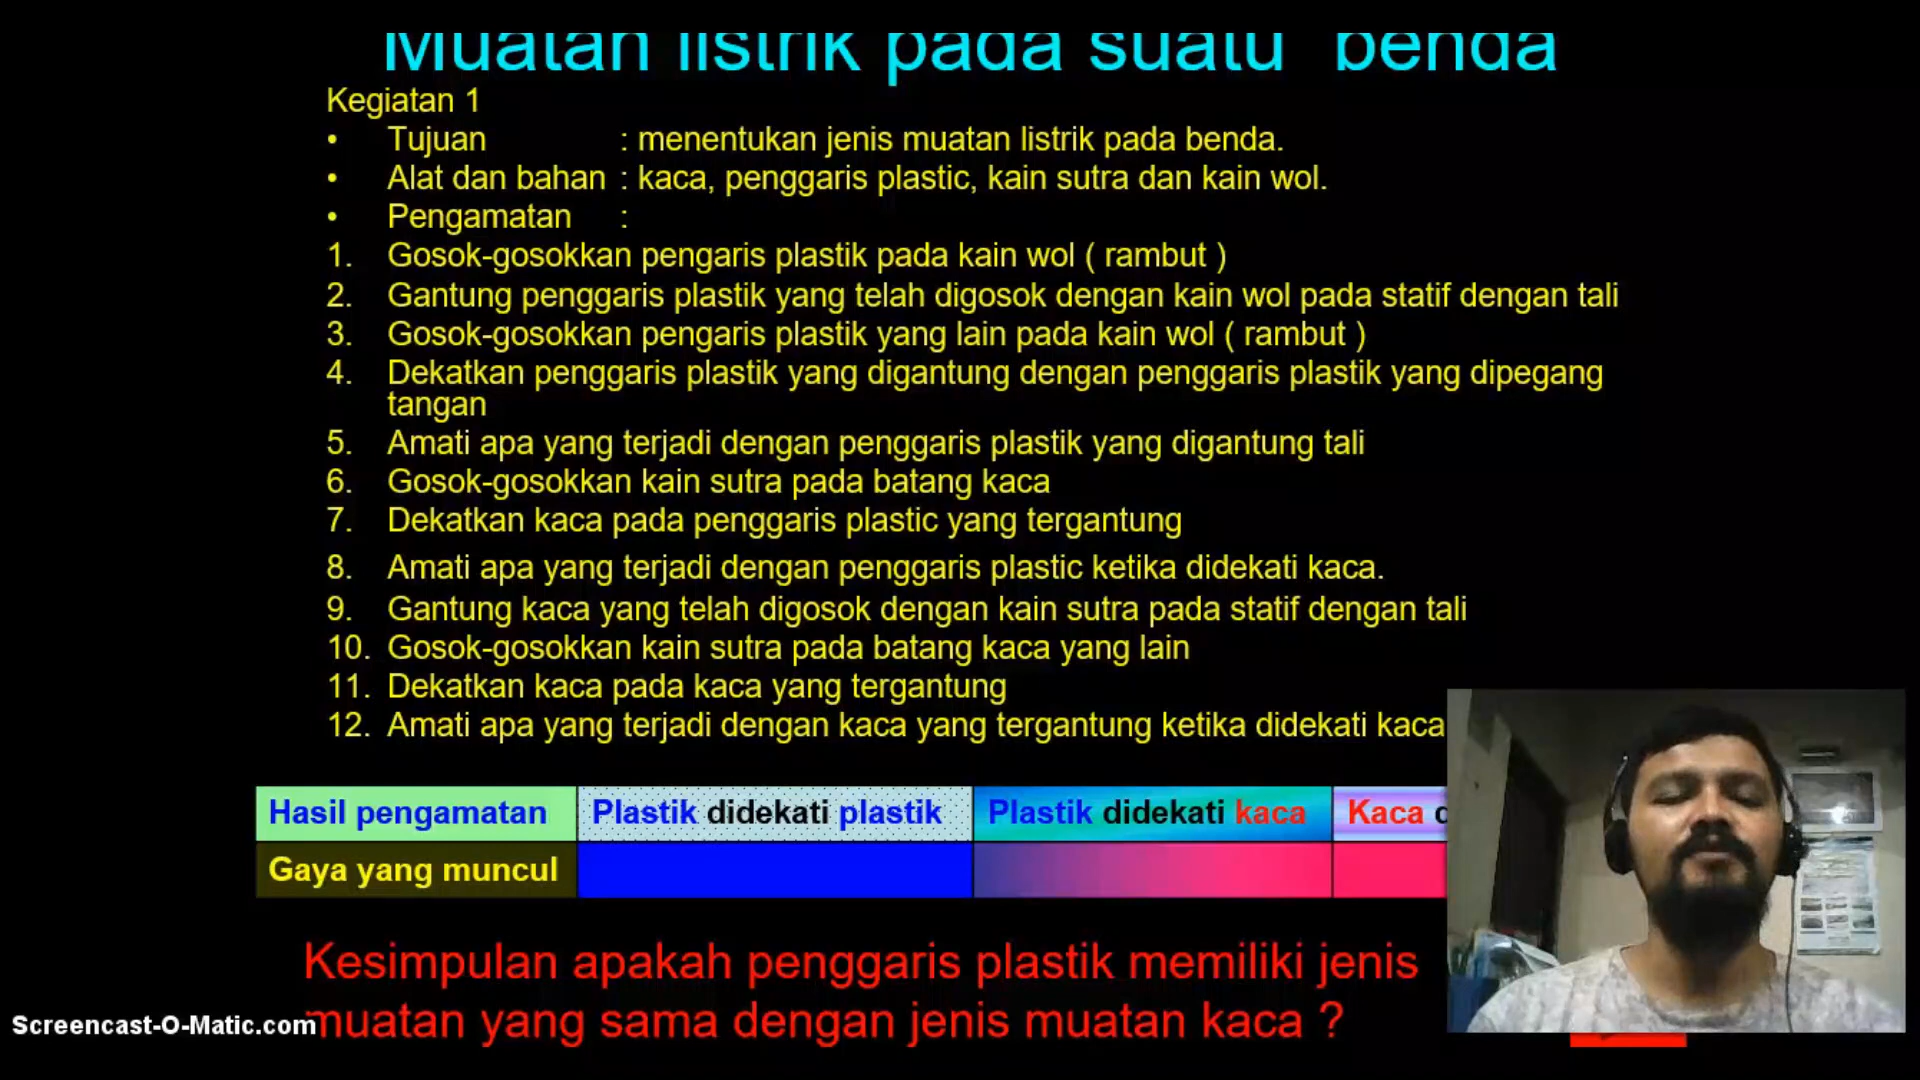 Muatan listrik pada suatu benda
Kegiatan 1
• Tujuan : menentukan jenis muatan listrik pada benda.
• Alat dan bahan : kaca, penggaris plastic, kain sutra dan kain wol.
• Pengamatan :
1. Gosok-gosokkan pengaris plastik pada kain wol ( rambut )
2. Gantung penggaris plastik yang telah digosok dengan kain wol pada statif dengan tali
3. Gosok-gosokkan pengaris plastik yang lain pada kain wol ( rambut )
4. Dekatkan penggaris plastik yang digantung dengan penggaris plastik yang dipegang
tangan
5. Amati apa yang terjadi dengan penggaris plastik yang digantung tali
6. Gosok-gosokkan kain sutra pada batang kaca
7. Dekatkan kaca pada penggaris plastic yang tergantung
8. Amati apa yang terjadi dengan penggaris plastic ketika didekati kaca.
9. Gantung kaca yang telah digosok dengan kain sutra pada statif dengan tali
10. Gosok-gosokkan kain sutra pada batang kaca yang lain
11. Dekatkan kaca pada kaca yang tergantung
12. Amati apa yang terjadi dengan kaca yang tergantung ketika didekati kaca
Hasil pengamatan Plastik didekati plastik Plastik didekati kaca Kaca
Gaya yang muncul
Kesimpulan apakah penggaris plastik memiliki jenis
muatan yang sama dengan jenis muatan kaca ?
Screencast-O-Matic.com